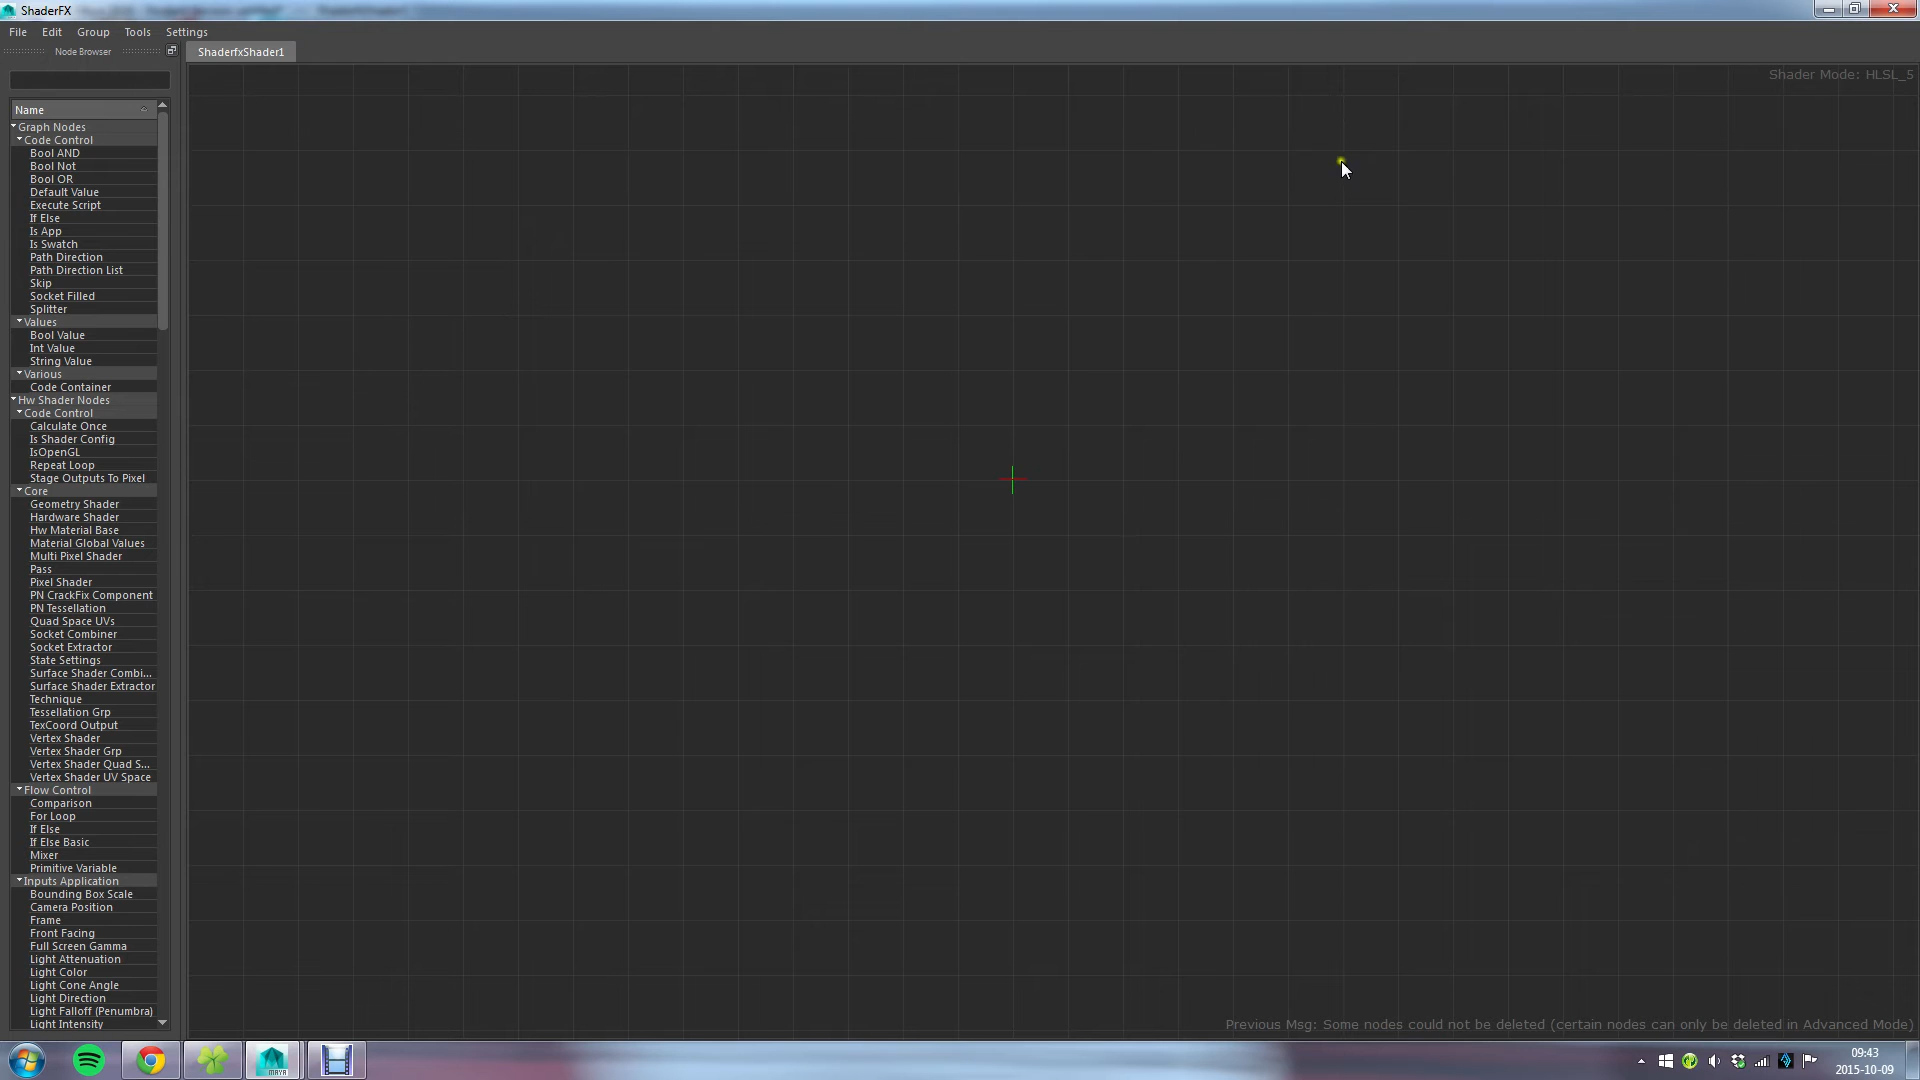 ShaderFX
File Edit Group Tools Settings
Node Browser
ShaderfxShader1
Shader Mode: HLSL_5
Name
Graph Nodes
Code Control
Bool AND
Bool Not
Bool OR
Default Value
Execute Script
If Else
Is App
Is Swatch
Path Direction
Path Direction List
Skip
Socket Filled
Splitter
Values
Bool Value
Int Value
String Value
Various
Code Container
Hw Shader Nodes
Code Control
Calculate Once
Is Shader Config
IsOpenGL
Repeat Loop
Stage Outputs To Pixel
Core
Geometry Shader
Hardware Shader
Hw Material Base
Material Global Values
Multi Pixel Shader
Pass
Pixel Shader
PN CrackFix Component
PN Tessellation
Quad Space UVs
Socket Combiner
Socket Extractor
State Settings
Surface Shader Combi...
Surface Shader Extractor
Technique
Tessellation Grp
TexCoord Output
Vertex Shader
Vertex Shader Grp
Vertex Shader Quad S...
Vertex Shader UV Space
Flow Control
Comparison
For Loop
If Else
If Else Basic
Mixer
Primitive Variable
Inputs Application
Bounding Box Scale
Camera Position
Frame
Front Facing
Full Screen Gamma
Light Attenuation
Light Color
Light Cone Angle
Light Direction
Light Falloff (Penumbra)
Light Intensity
Previous Msg: Some nodes could not be deleted (certain nodes can only be deleted in Advanced Mode)
MAYA
09:43
2015-10-09